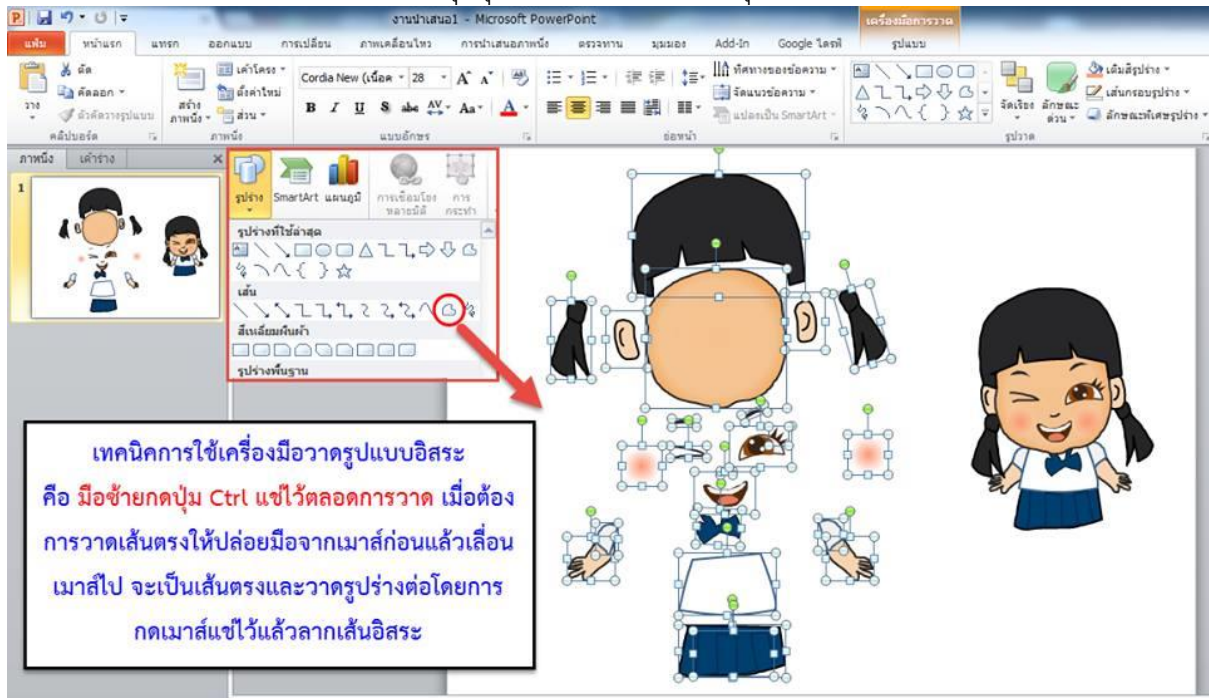 งานนำเสนอ1 - Microsoft PowerPoint
เครื่องมือการวาด
แฟ้ม หน้าแรก แทรก ออกแบบ การเปลี่ยน ภาพเคลื่อนไหว การนำเสนอภาพนิ่ง ตรวจทาน มุมมอง Add-In Google ไดรฟ์ รูปแบบ
วาง
ตัด
คัดลอก
ตัวคัดวางรูปแบบ
คลิปบอร์ด
สร้าง
ภาพนิ่ง
เค้าโครง
ตั้งค่าใหม่
ส่วน
ภาพนิ่ง
Cordia New (เนื้อค 28
B I U S abc AV Aa A
แบบอักษร
ทิศทางของข้อความ
จัดแนวข้อความ
แปลงเป็น SmartArt
ย่อหน้า
จัดเรียง
ลักษณะ
ด่วน
เติมสีรูปร่าง
เส้นกรอบรูปร่าง
ลักษณะพิเศษรูปร่าง
รูปวาด
ภาพนิ่ง เค้าร่าง
1
รูปร่าง SmartArt แผนภูมิ การเชื่อมโยง การ
หลายมิติ กระทำ
รูปร่างที่ใช้ล่าสุด
เส้น
สี่เหลี่ยมผืนผ้า
รูปร่างพื้นฐาน
เทคนิคการใช้เครื่องมือวาดรูปแบบอิสระ
คือ มือซ้ายกดปุ่ม Ctrl แช่ไว้ตลอดการวาด เมื่อต้อง
การวาดเส้นตรงให้ปล่อยมือจากเมาส์ก่อนแล้วเลื่อน
เมาส์ไป จะเป็นเส้นตรงและวาดรูปร่างต่อโดยการ
กดเมาส์แช่ไว้แล้วลากเส้นอิสระ